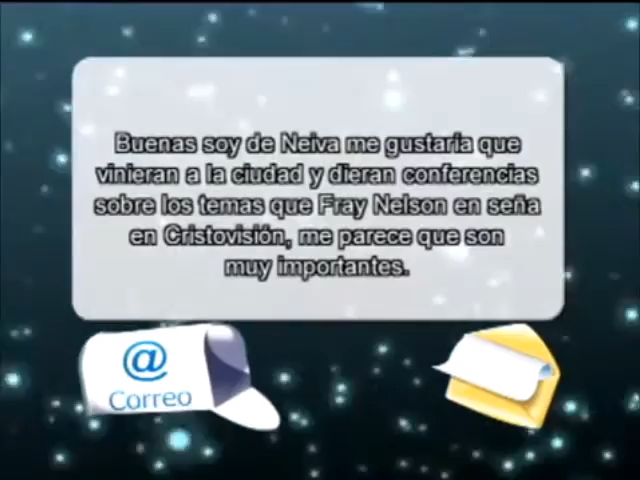 Buenas soy de Neiva me gustaría que
vinieran a la ciudad y dieran conferencias
sobre los temas que Fray Nelson en seña
en Cristovisión, me parece que son
muy importantes.
@
Correo